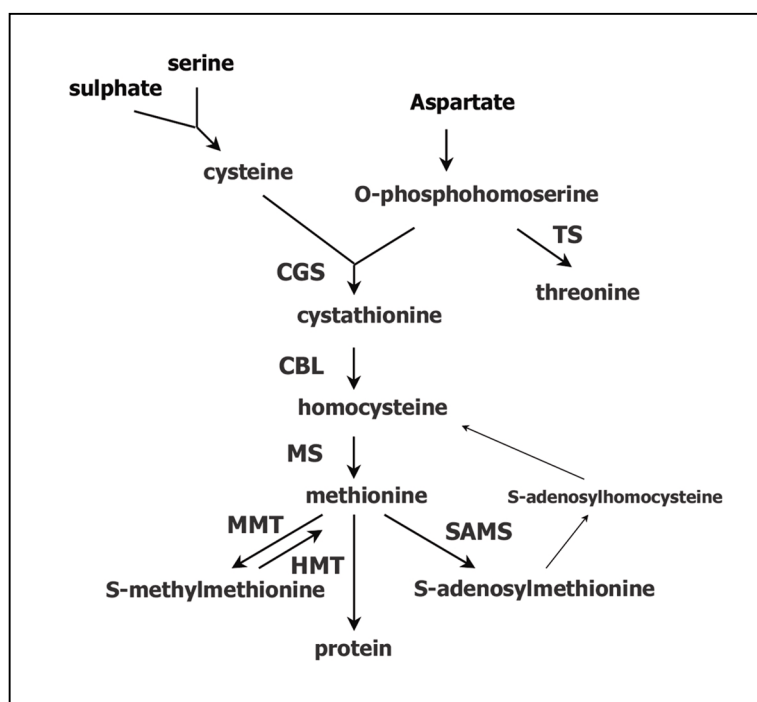 serine
sulphate
Aspartate
cysteine
O-phosphohomoserine
TS
CGS
threonine
cystathionine
CBL
homocysteine
MS
methionine
S-adenosylhomocysteine
MMT
SAMS
HMT
S-methylmethionine
S-adenosylmethionine
protein